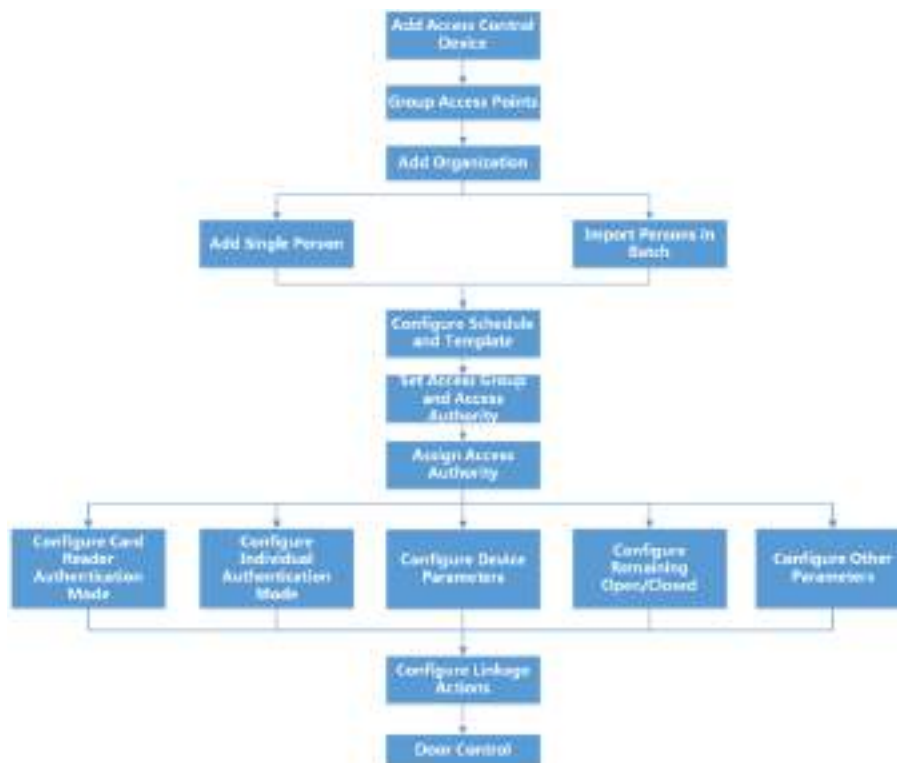 Add Access Control
Device
Group Access Points
Add Organization
Add Single Person
Import Persons in
Batch
Configure Schedule
and Template
Set Access Group
and Access
Authority
Assign Access
Authority
Configure Card
Reader
Authentication
Mode
Configure
Individual
Authentication
Mode
Configure Device
Parameters
Configure
Remaining
Open/Closed
Configure Other
Parameters
Configure Linkage
Actions
Door Control